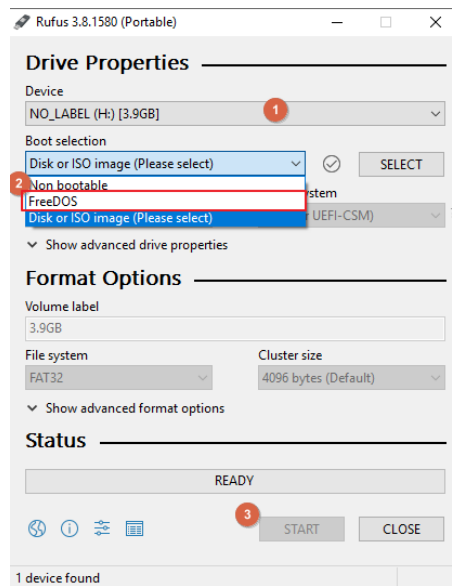 Rufus 3.8.1580 (Portable)
Drive Properties
Device
1
NO_LABEL (H:) [3.9GB]
Boot selection
Disk or ISO image (Please select)
SELECT
2
Non bootable
FreeDOS
Disk or ISO image (Please select)
UEFI-CSM)
Show advanced drive properties
Format Options
Volume label
3.9GB
File system
Cluster size
FAT32
4096 bytes (Default)
Show advanced format options
Status
READY
3
START
CLOSE
1 device found